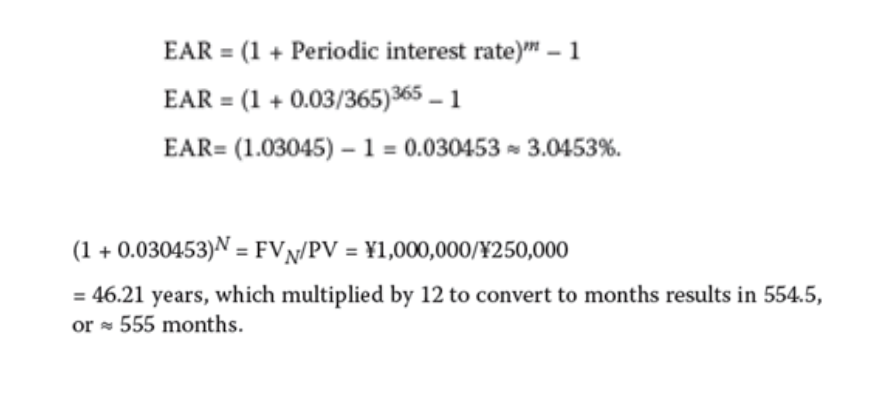 EAR = (1 + Periodic interest rate)^m – 1
EAR = (1 + 0.03/365)^365 – 1
EAR= (1.03045) – 1 = 0.030453 ≈ 3.0453%.
(1 + 0.030453)^N = FV_N/PV = ¥1,000,000/¥250,000
= 46.21 years, which multiplied by 12 to convert to months results in 554.5,
or ≈ 555 months.